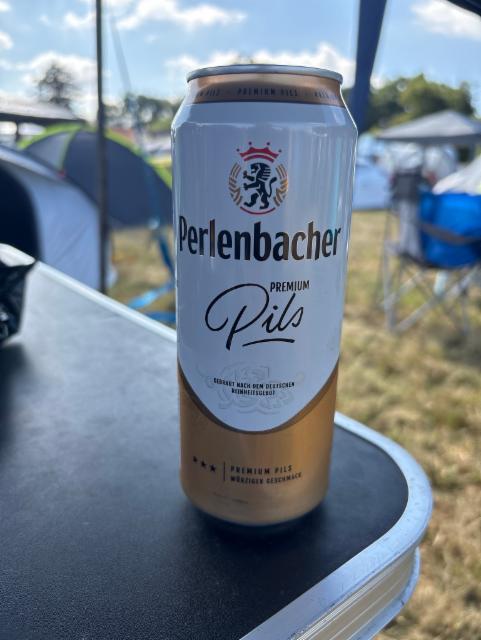 PREMIUM PILS
Perlenbacher
PREMIUM
Pils
GEBRAUT NACH DEM DEUTSCHEN
REINHEITSGEBOT
PREMIUM PILS
WÜRZIGER GESCHMACK